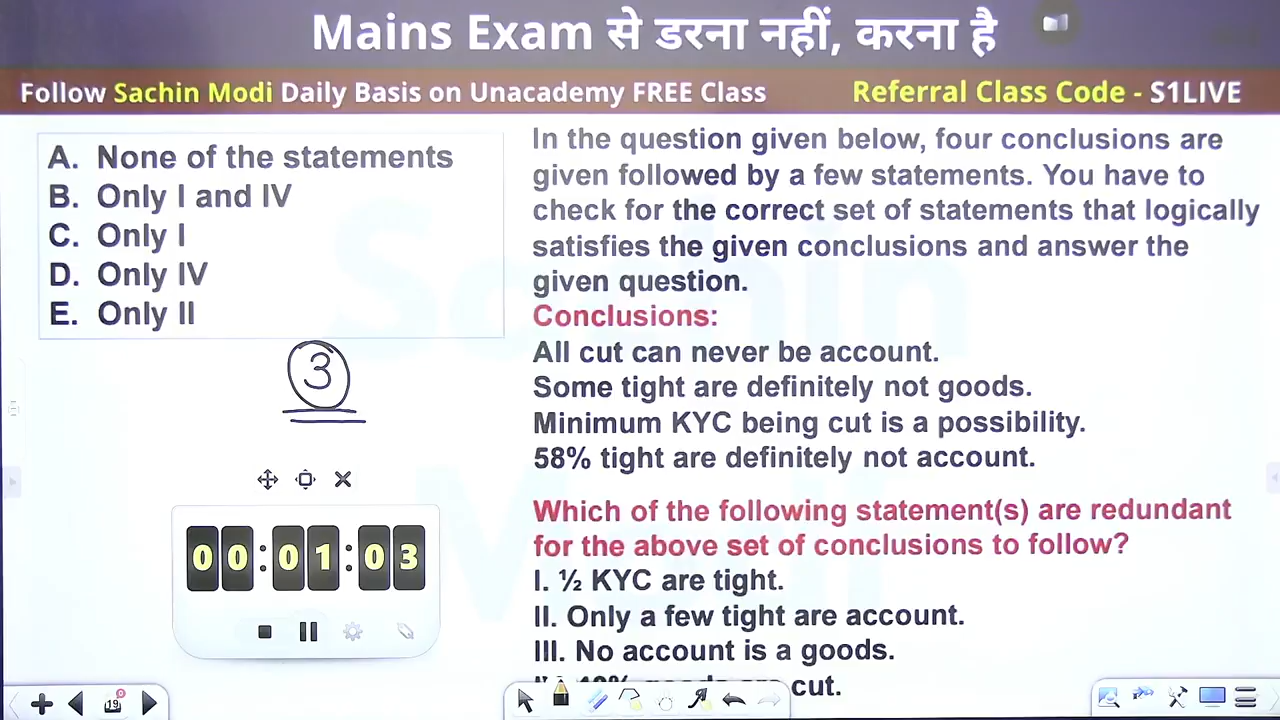 Mains Exam से डरना नहीं, करना है
Follow Sachin Modi Daily Basis on Unacademy FREE Class
Referral Class Code - S1LIVE
A. None of the statements
B. Only I and IV
C. Only I
D. Only IV
E. Only II
3
00:01:03
In the question given below, four conclusions are
given followed by a few statements. You have to
check for the correct set of statements that logically
satisfies the given conclusions and answer the
given question.
Conclusions:
All cut can never be account.
Some tight are definitely not goods.
Minimum KYC being cut is a possibility.
58% tight are definitely not account.
Which of the following statement(s) are redundant
for the above set of conclusions to follow?
I. ½ KYC are tight.
II. Only a few tight are account.
III. No account is a goods.
cut.
19